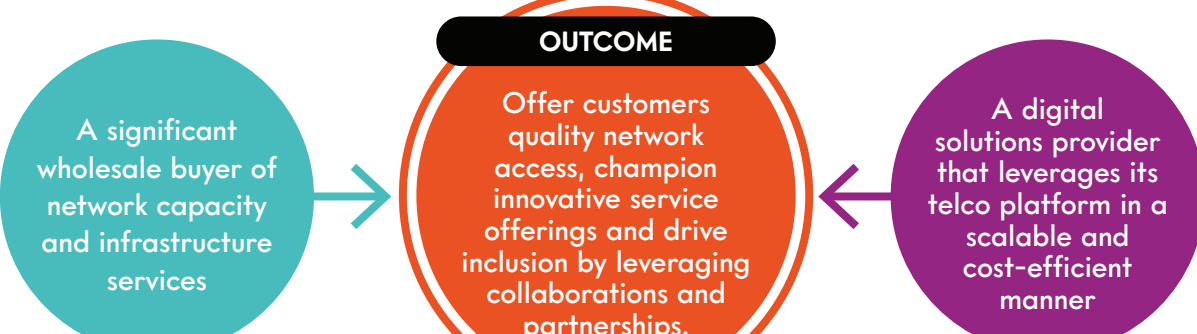 A significant
wholesale buyer of
network capacity
and infrastructure
services
OUTCOME
Offer customers
quality network
access, champion
innovative service
offerings and drive
inclusion by leveraging
collaborations and
partnerships.
A digital
solutions provider
that leverages its
telco platform in a
scalable and
cost-efficient
manner